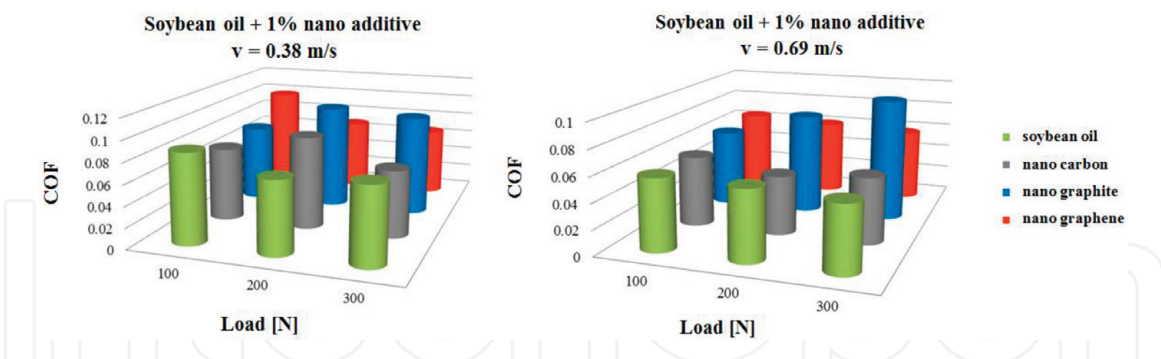 Soybean oil + 1% nano additive
v = 0.38 m/s
0.12
0.1
0.08
0.06
0.04
0.02
0
COF
100
200
300
Load [N]
Soybean oil + 1% nano additive
v = 0.69 m/s
0.1
0.08
0.06
0.04
0.02
0
COF
100
200
300
Load [N]
soybean oil
nano carbon
nano graphite
nano graphene